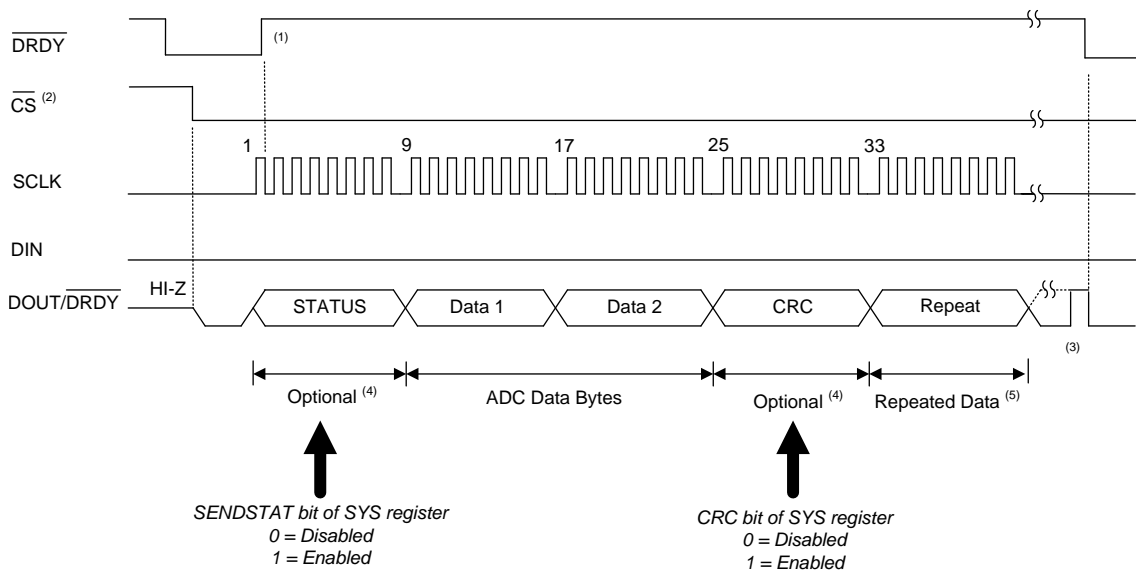 DRDY
(1)
CS (2)
1 9 17 25 33
SCLK
DIN
HI-Z
DOUT/DRDY
STATUS Data 1 Data 2 CRC Repeat
(3)
Optional (4) ADC Data Bytes Optional (4) Repeated Data (5)
SENDSTAT bit of SYS register
0 = Disabled
1 = Enabled
CRC bit of SYS register
0 = Disabled
1 = Enabled